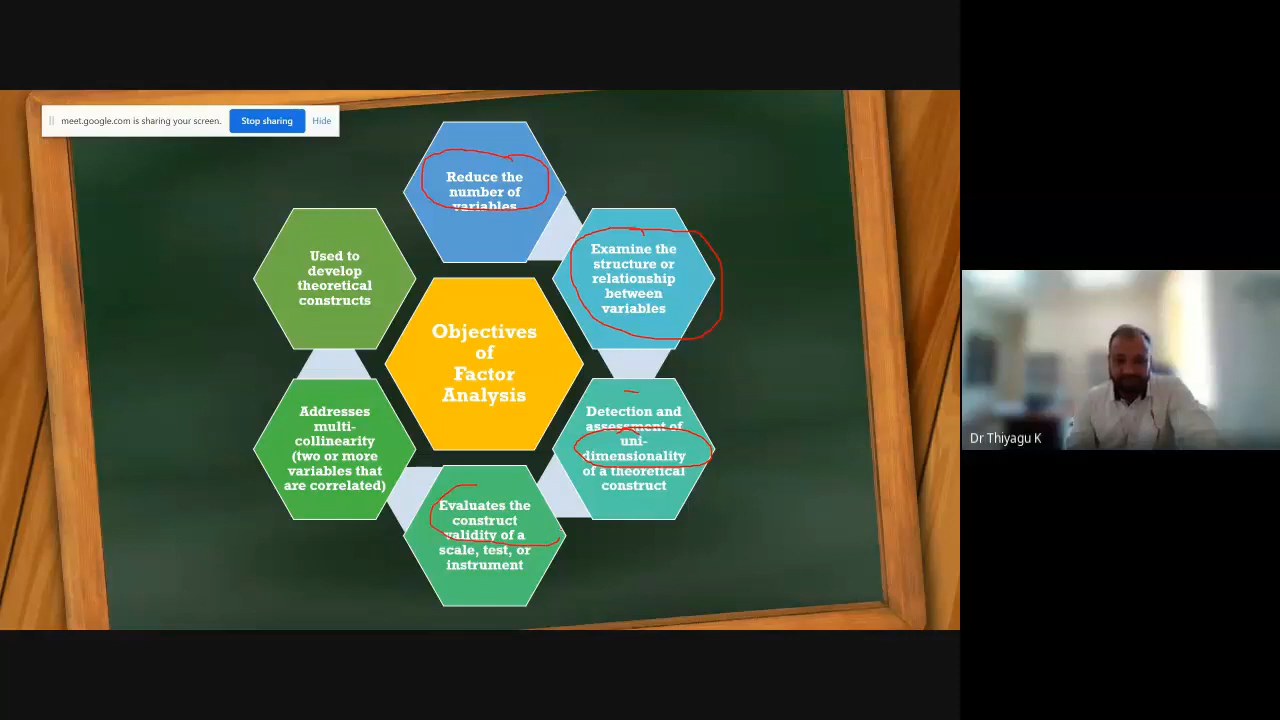 meet.google.com is sharing your screen.
Stop sharing
Hide
Reduce the
number of
variables
Examine the
structure or
relationship
between
variables
Detection and
assessment of
uni-
dimensionality
of a theoretical
construct
Evaluates the
construct
validity of a
scale, test, or
instrument
Addresses
multi-
collinearity
(two or more
variables that
are correlated)
Used to
develop
theoretical
constructs
Objectives
of
Factor
Analysis
Dr Thiyagu K